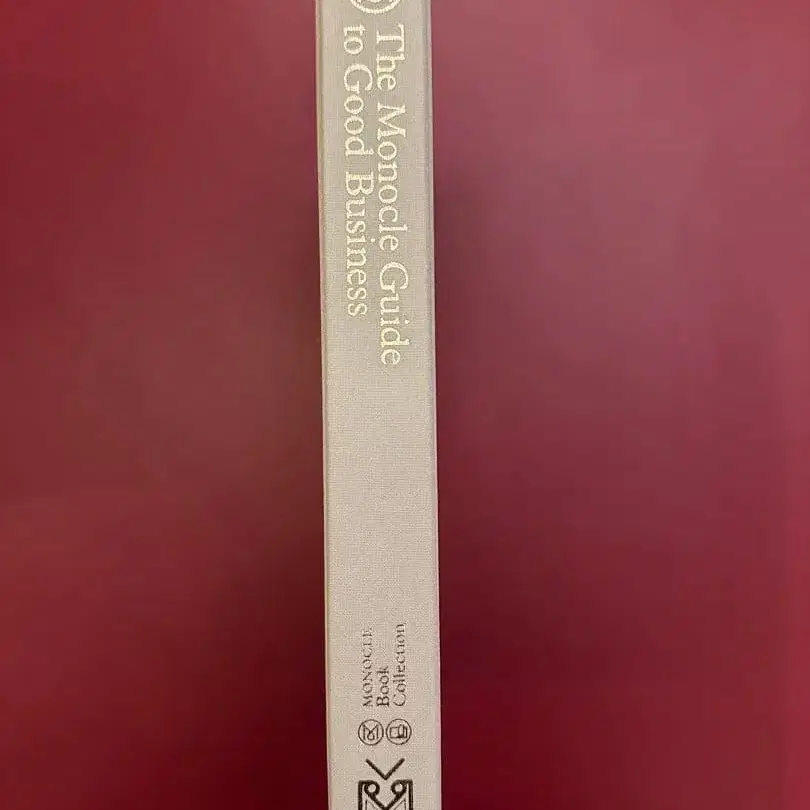 The Monocle Guide
to Good Business
MONOCLE
Book
Collection